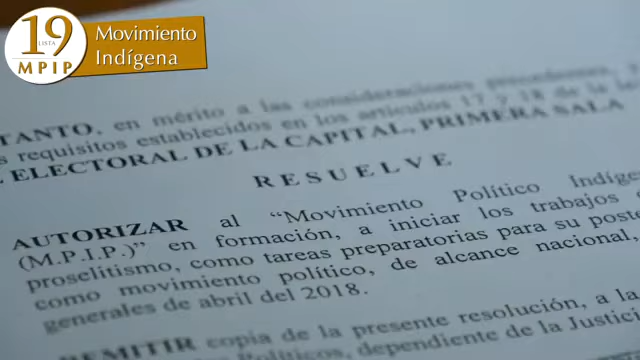 19
LISTA
MPIP
Movimiento
Indígena
TANTO, en mérito a las consideraciones precedentes,
s requisitos establecidos en los artículos 17 y 18 de la
ELECTORAL DE LA CAPITAL, PRIMERA SALA
RESUELVE
AUTORIZAR al “Movimiento Político Indíge
(M.P.I.P.)” en formación, a iniciar los trabajos
proselitismo, como tareas preparatorias para su post
como movimiento político, de alcance nacional,
generales de abril del 2018.
REMITIR copia de la presente resolución, a la
Políticos, dependiente de la Justicia